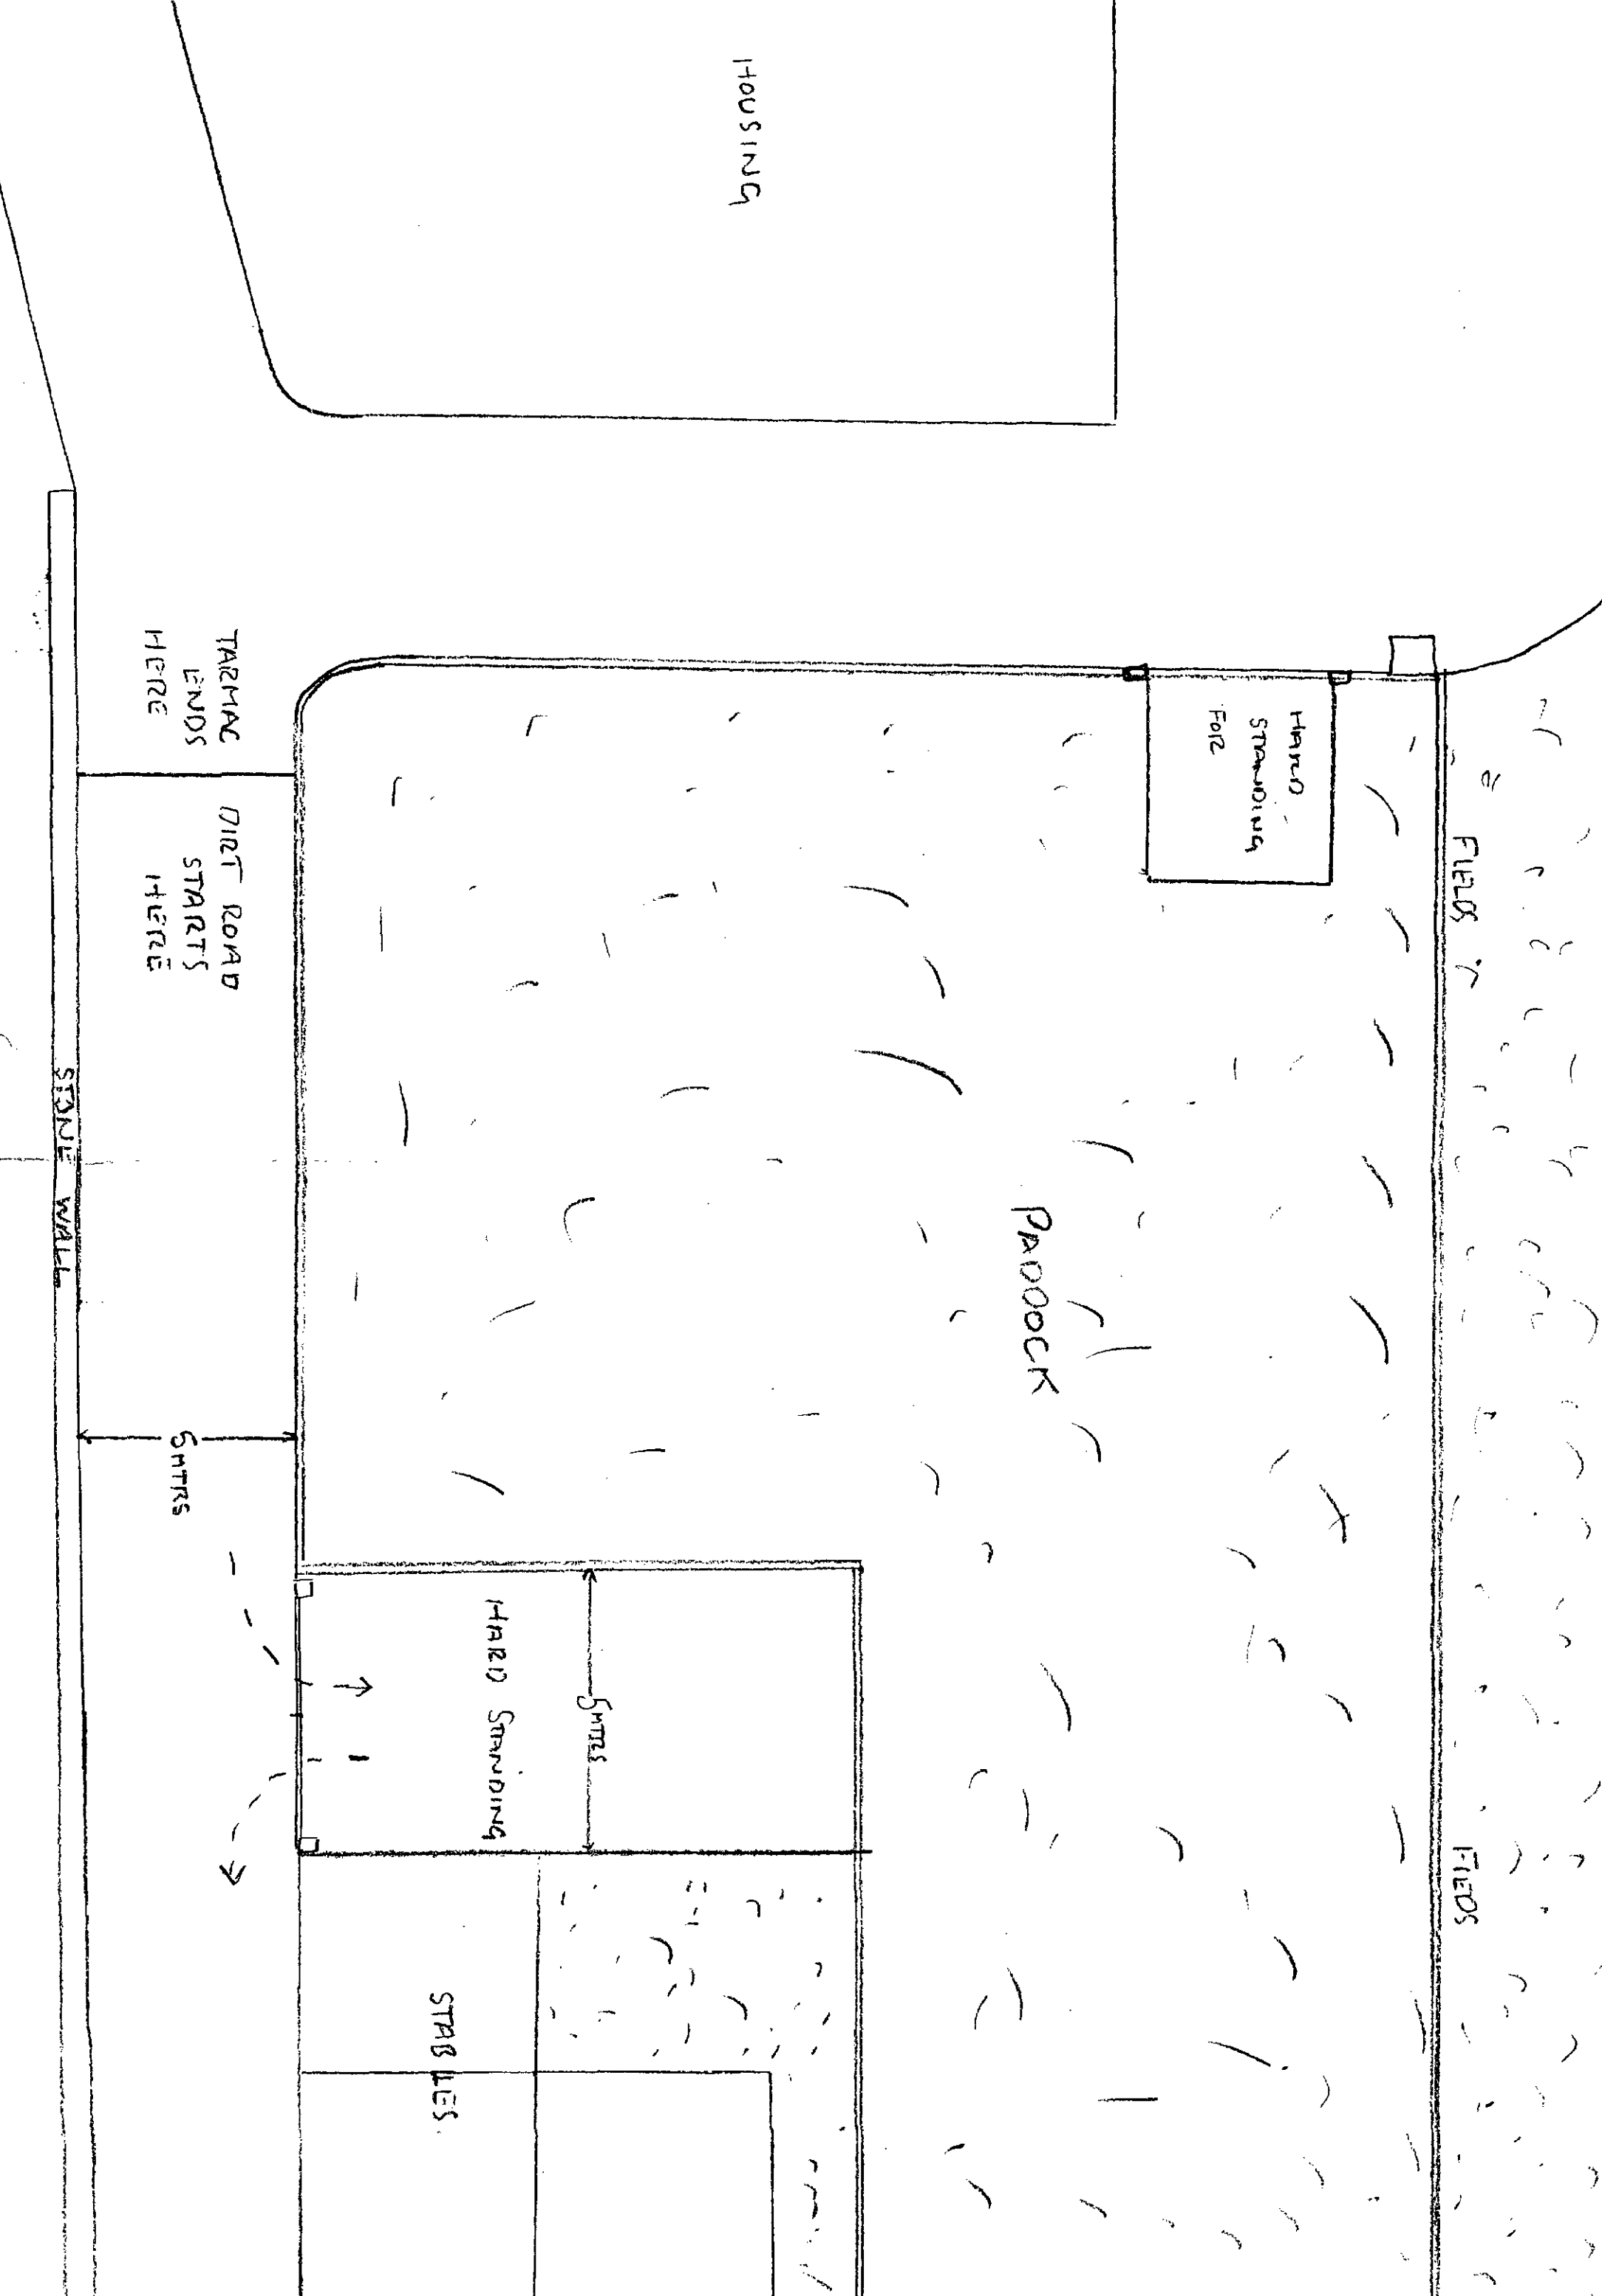 HOUSING
FIELDS
FIELDS
HARD
STANDING
FOR
PADDOCK
TARMAC
ENDS
HERE
DIRT ROAD
STARTS
HERE
5MTRS
HARD STANDING
5MTRS
STABLES.
STONE WALL